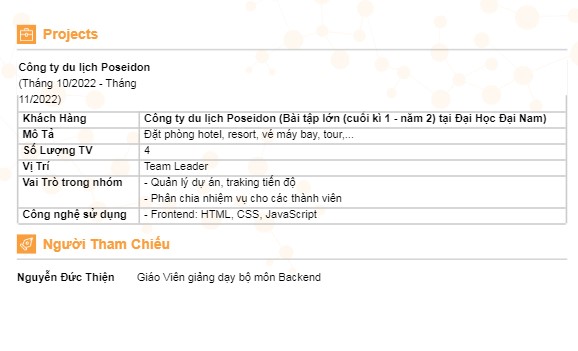 Projects
Công ty du lịch Poseidon
(Tháng 10/2022 - Tháng
11/2022)
Khách Hàng Công ty du lịch Poseidon (Bài tập lớn (cuối kì 1 - năm 2) tại Đại Học Đại Nam)
Mô Tả Đặt phòng hotel, resort, vé máy bay, tour,...
Số Lượng TV 4
Vị Trí Team Leader
Vai Trò trong nhóm - Quản lý dự án, traking tiến độ
- Phân chia nhiệm vụ cho các thành viên
Công nghệ sử dụng - Frontend: HTML, CSS, JavaScript
Người Tham Chiếu
Nguyễn Đức Thiện Giáo Viên giảng dạy bộ môn Backend